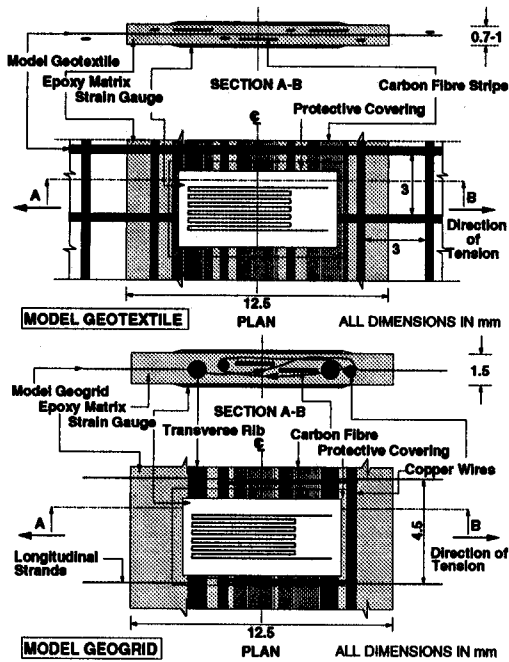 0.7-1
Model Geotextile
Epoxy Matrix
Strain Gauge
SECTION A-B
Carbon Fibre Stripe
Protective Covering
℄
A
B
3
Direction
of
Tension
3
12.5
MODEL GEOTEXTILE
PLAN
ALL DIMENSIONS IN mm
1.5
Model Geogrid
Epoxy Matrix
Strain Gauge
SECTION A-B
Transverse Rib
℄
Carbon Fibre
Protective Covering
Copper Wires
A
B
4.5
Longitudinal
Strands
Direction of
Tension
12.5
MODEL GEOGRID
PLAN
ALL DIMENSIONS IN mm